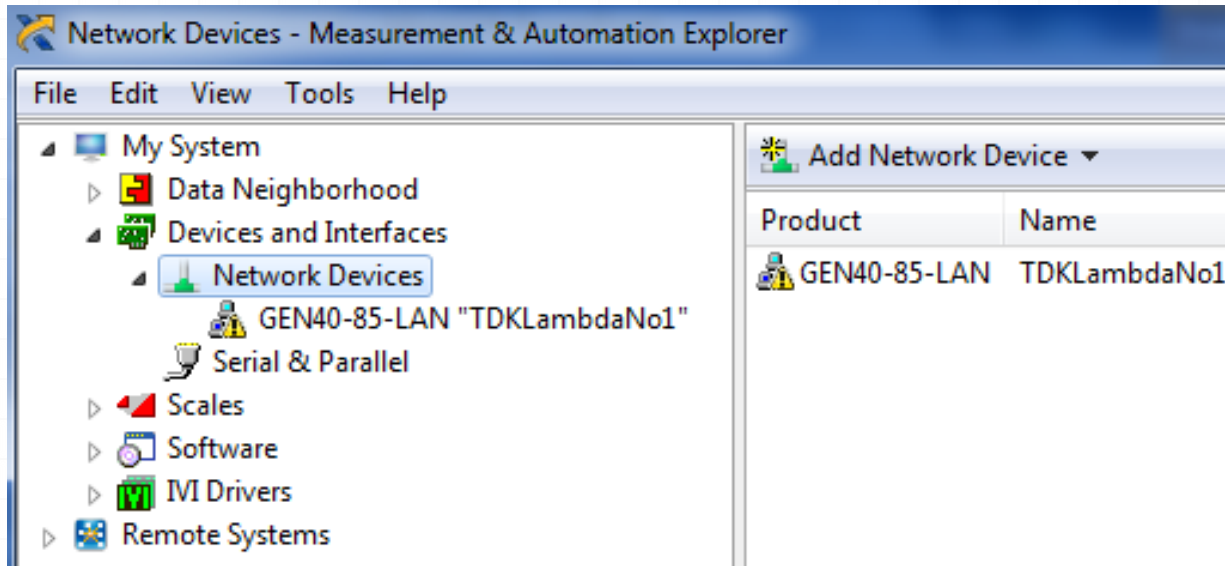 Network Devices - Measurement & Automation Explorer
File Edit View Tools Help
My System
Data Neighborhood
Devices and Interfaces
Network Devices
GEN40-85-LAN "TDKLambdaNo1"
Serial & Parallel
Scales
Software
IVI Drivers
Remote Systems
Add Network Device
Product Name
GEN40-85-LAN TDKLambdaNo1